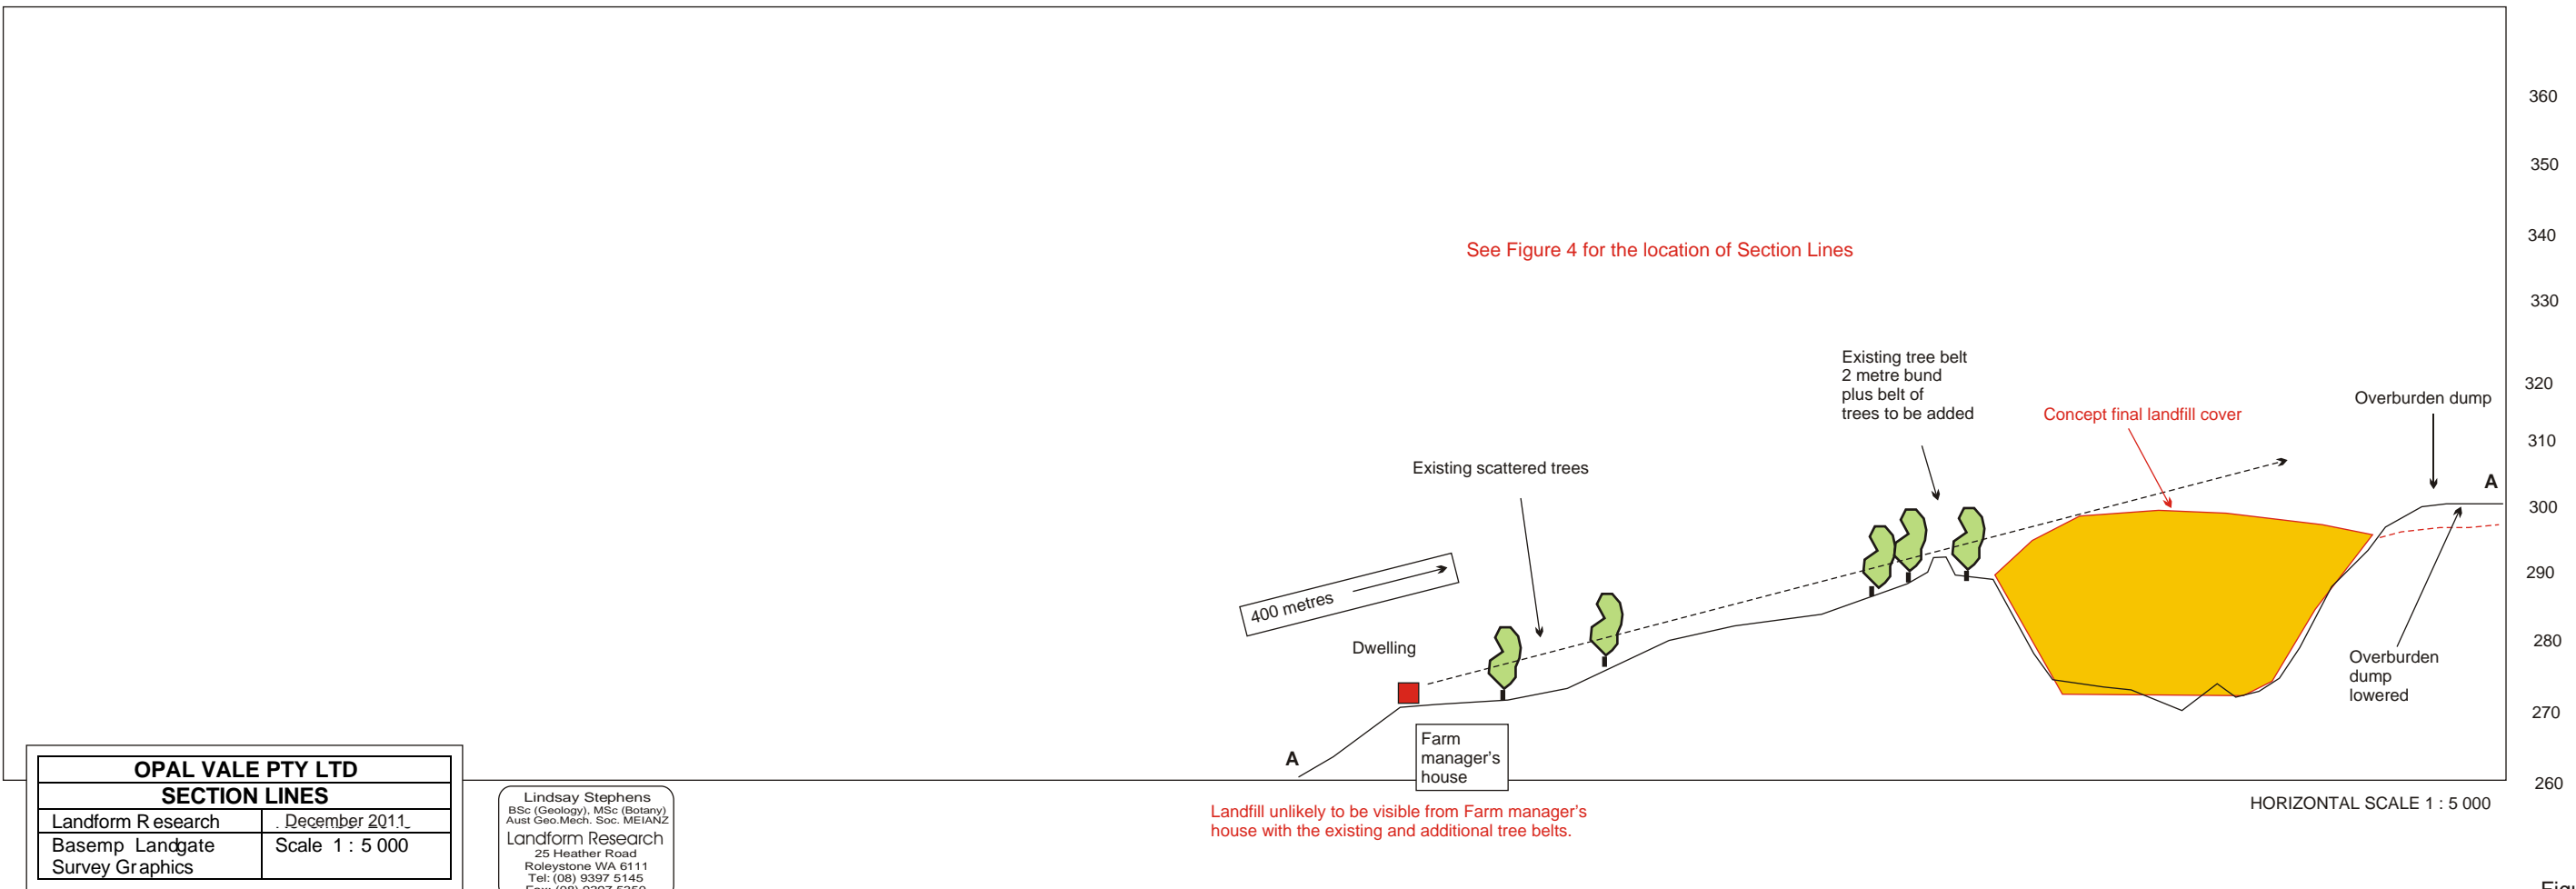 360
350
340
See Figure 4 for the location of Section Lines
330
Existing tree belt
2 metre bund
plus belt of
trees to be added
320
Overburden dump
Concept final landfill cover
310
Existing scattered trees
A
300
290
400 metres
280
Dwelling
Overburden
dump
lowered
270
Farm
manager's
house
A
260
HORIZONTAL SCALE 1 : 5 000
Landfill unlikely to be visible from Farm manager's
house with the existing and additional tree belts.
OPAL VALE PTY LTD
SECTION LINES
Landform Research December 2011
Basemp Landgate Scale 1 : 5 000
Survey Graphics
Lindsay Stephens
BSc (Geology), MSc (Botany)
Aust Geo.Mech. Soc. MEIANZ
Landform Research
25 Heather Road
Roleystone WA 6111
Tel: (08) 9397 5145